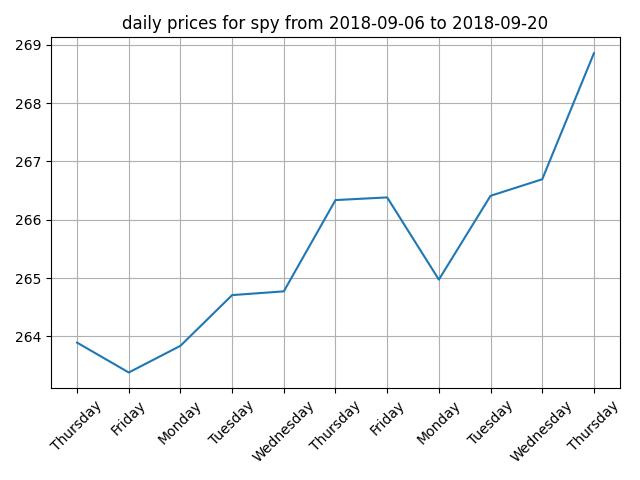 daily prices for spy from 2018-09-06 to 2018-09-20
269
268
267
266
265
264
Thursday
Friday
Monday
Tuesday
Wednesday
Thursday
Friday
Monday
Tuesday
Wednesday
Thursday